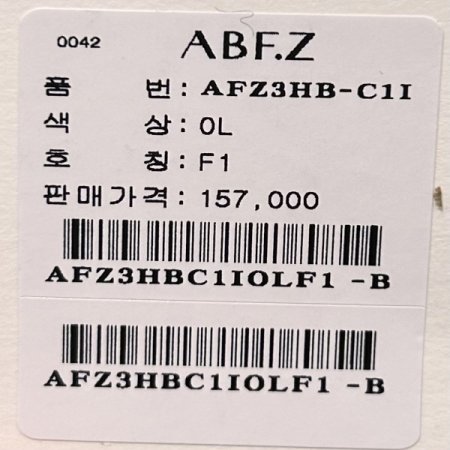 0042 ABF.Z
품 번 : AFZ3HB-C1I
색 상 : OL
호 칭 : F1
판매가격 : 157,000
AFZ3HBC1IOLF1 -B
AFZ3HBC1IOLF1 -B